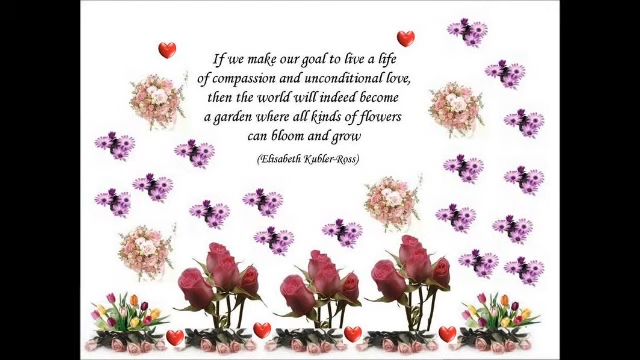 If we make our goal to live a life
of compassion and unconditional love,
then the world will indeed become
a garden where all kinds of flowers
can bloom and grow
(Elisabeth Kubler-Ross)